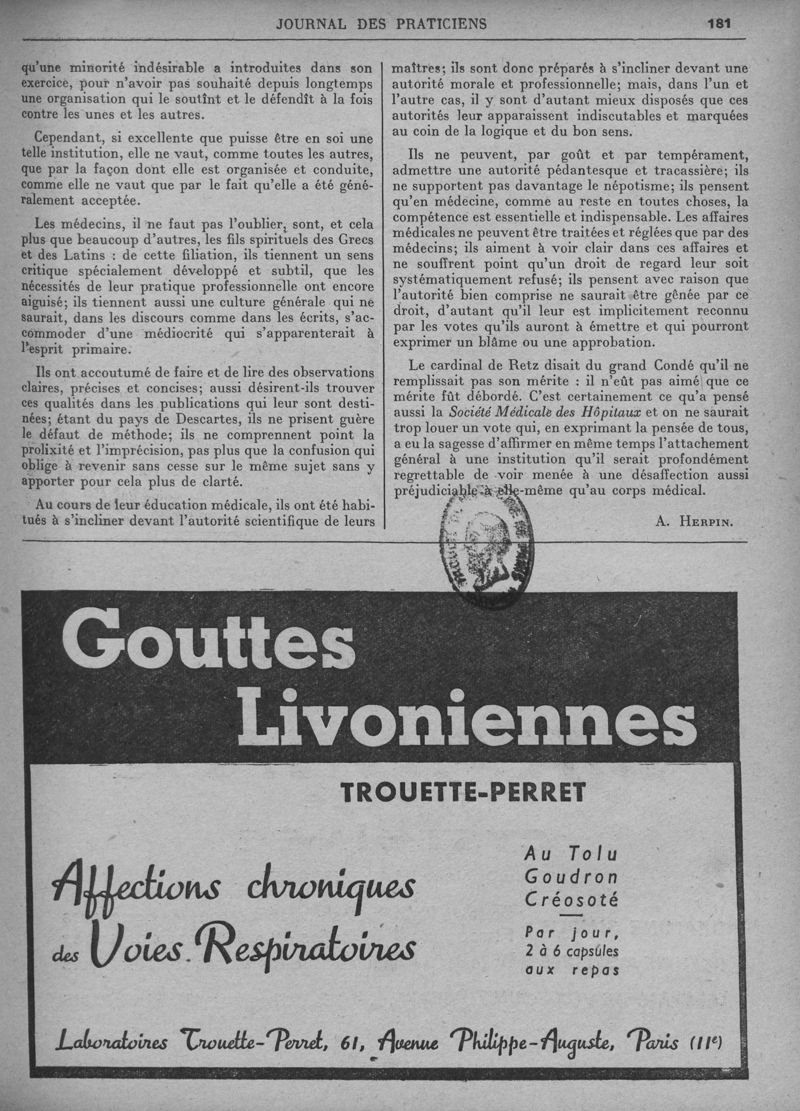 JOURNAL DES PRATICIENS
181
qu'une minorité indésirable a introduites dans son
exercice, pour n'avoir pas souhaité depuis longtemps
une organisation qui le soutînt et le défendît à la fois
contre les unes et les autres.
Cependant, si excellente que puisse être en soi une
telle institution, elle ne vaut, comme toutes les autres,
que par la façon dont elle est organisée et conduite,
comme elle ne vaut que par le fait qu'elle a été géné-
ralement acceptée.
Les médecins, il ne faut pas l'oublier, sont, et cela
plus que beaucoup d'autres, les fils spirituels des Grecs
et des Latins : de cette filiation, ils tiennent un sens
critique spécialement développé et subtil, que les
nécessités de leur pratique professionnelle ont encore
aiguisé; ils tiennent aussi une culture générale qui ne
saurait, dans les discours comme dans les écrits, s'ac-
commoder d'une médiocrité qui s'apparenterait à
l'esprit primaire.
Ils ont accoutumé de faire et de lire des observations
claires, précises et concises; aussi désirent-ils trouver
ces qualités dans les publications qui leur sont desti-
nées; étant du pays de Descartes, ils ne prisent guère
le défaut de méthode; ils ne comprennent point la
prolixité et l'imprécision, pas plus que la confusion qui
oblige à revenir sans cesse sur le même sujet sans y
apporter pour cela plus de clarté.
Au cours de leur éducation médicale, ils ont été habi-
tués à s'incliner devant l'autorité scientifique de leurs
maîtres; ils sont donc préparés à s'incliner devant une
autorité morale et professionnelle; mais, dans l'un et
l'autre cas, il y sont d'autant mieux disposés que ces
autorités leur apparaissent indiscutables et marquées
au coin de la logique et du bon sens.
Ils ne peuvent, par goût et par tempérament,
admettre une autorité pédantesque et tracassière; ils
ne supportent pas davantage le népotisme; ils pensent
qu'en médecine, comme au reste en toutes choses, la
compétence est essentielle et indispensable. Les affaires
médicales ne peuvent être traitées et réglées que par des
médecins; ils aiment à voir clair dans ces affaires et
ne souffrent point qu'un droit de regard leur soit
systématiquement refusé; ils pensent avec raison que
l'autorité bien comprise ne saurait être gênée par ce
droit, d'autant qu'il leur est implicitement reconnu
par les votes qu'ils auront à émettre et qui pourront
exprimer un blâme ou une approbation.
Le cardinal de Retz disait du grand Condé qu'il ne
remplissait pas son mérite : il n'eût pas aimé que ce
mérite fût débordé. C'est certainement ce qu'a pensé
aussi la Société Médicale des Hôpitaux et on ne saurait
trop louer un vote qui, en exprimant la pensée de tous,
a eu la sagesse d'affirmer en même temps l'attachement
général à une institution qu'il serait profondément
regrettable de voir menée à une désaffection aussi
préjudiciable à elle-même qu'au corps médical.
A. HERPIN.
Gouttes
Livoniennes
TROUETTE-PERRET
Affections chroniques
des Voies Respiratoires
Au Tolu
Goudron
Créosoté
Par jour,
2 à 6 capsules
aux repas
Laboratoires Trouette-Perret, 61, Avenue Philippe-Auguste, Paris (11e)